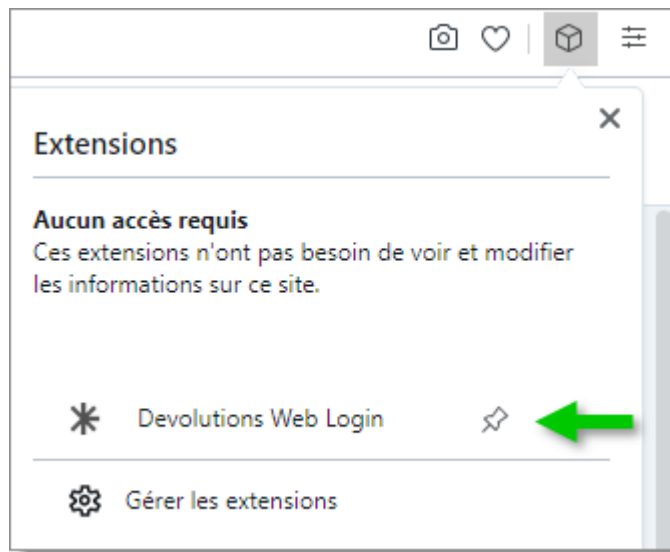 Extensions
Aucun accès requis
Ces extensions n'ont pas besoin de voir et modifier
les informations sur ce site.
Devolutions Web Login
Gérer les extensions